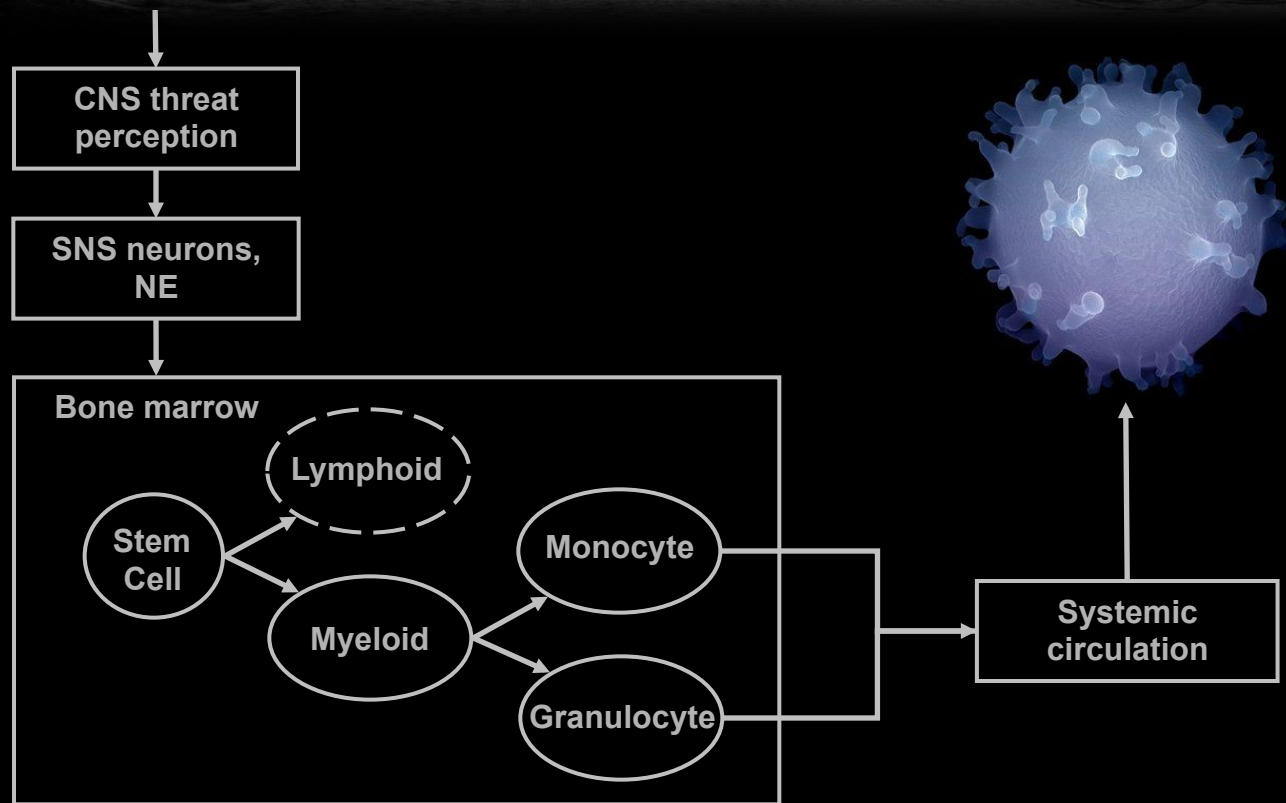 CNS threat
perception
SNS neurons,
NE
Bone marrow
Lymphoid
Stem
Cell
Monocyte
Myeloid
Granulocyte
Systemic
circulation